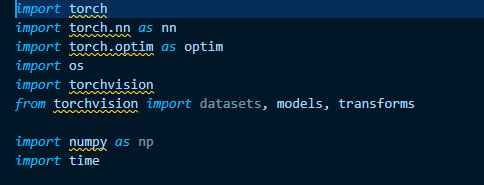 import torch
import torch.nn as nn
import torch.optim as optim
import os
import torchvision
from torchvision import datasets, models, transforms
import numpy as np
import time